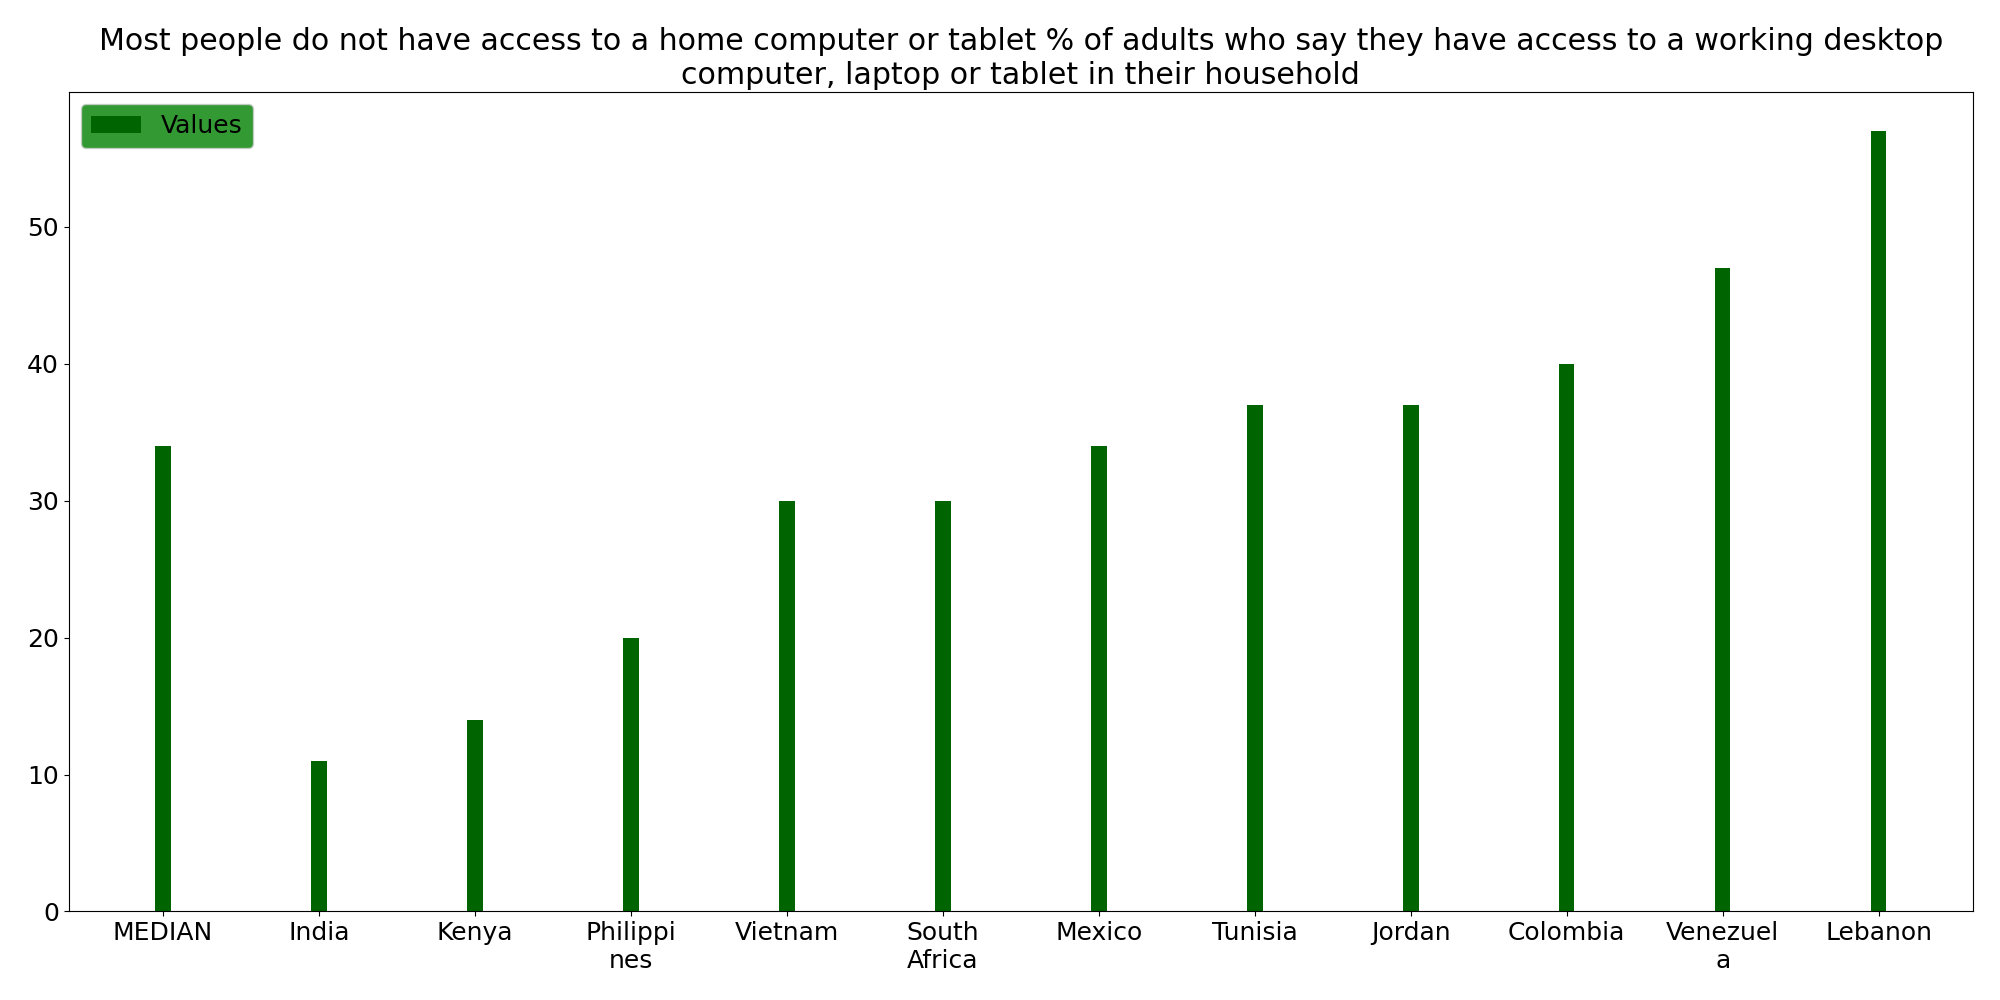 Most people do not have access to a home computer or tablet % of adults who say they have access to a working desktop
computer, laptop or tablet in their household
Values
50
40
30
20
10
0
MEDIAN
India
Kenya
Philippi
nes
Vietnam
South
Africa
Mexico
Tunisia
Jordan
Colombia
Venezuel
a
Lebanon